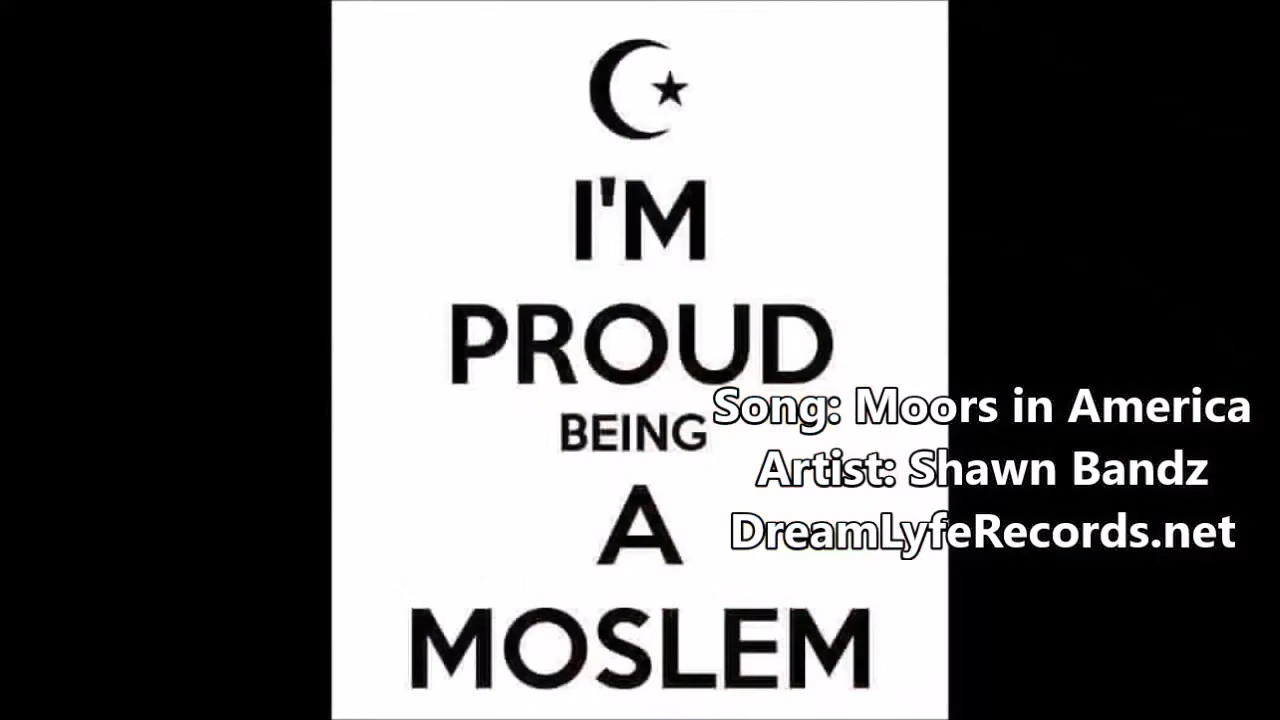 I'M
PROUD
BEING
A
MOSLEM
Song: Moors in America
Artist: Shawn Bandz
DreamLyfeRecords.net